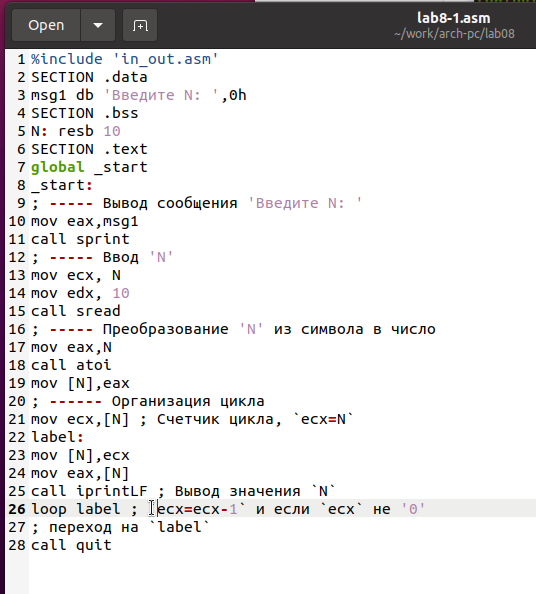 Open
lab8-1.asm
~/work/arch-pc/lab08
1 %include 'in_out.asm'
2 SECTION .data
3 msg1 db 'Введите N: ',0h
4 SECTION .bss
5 N: resb 10
6 SECTION .text
7 global _start
8 _start:
9 ; ----- Вывод сообщения 'Введите N: '
10 mov eax,msg1
11 call sprint
12 ; ----- Ввод 'N'
13 mov ecx, N
14 mov edx, 10
15 call sread
16 ; ----- Преобразование 'N' из символа в число
17 mov eax,N
18 call atoi
19 mov [N],eax
20 ; ------ Организация цикла
21 mov ecx,[N] ; Счетчик цикла, `ecx=N`
22 label:
23 mov [N],ecx
24 mov eax,[N]
25 call iprintLF ; Вывод значения `N`
26 loop label ; `ecx=ecx-1` и если `ecx` не '0'
27 ; переход на `label`
28 call quit